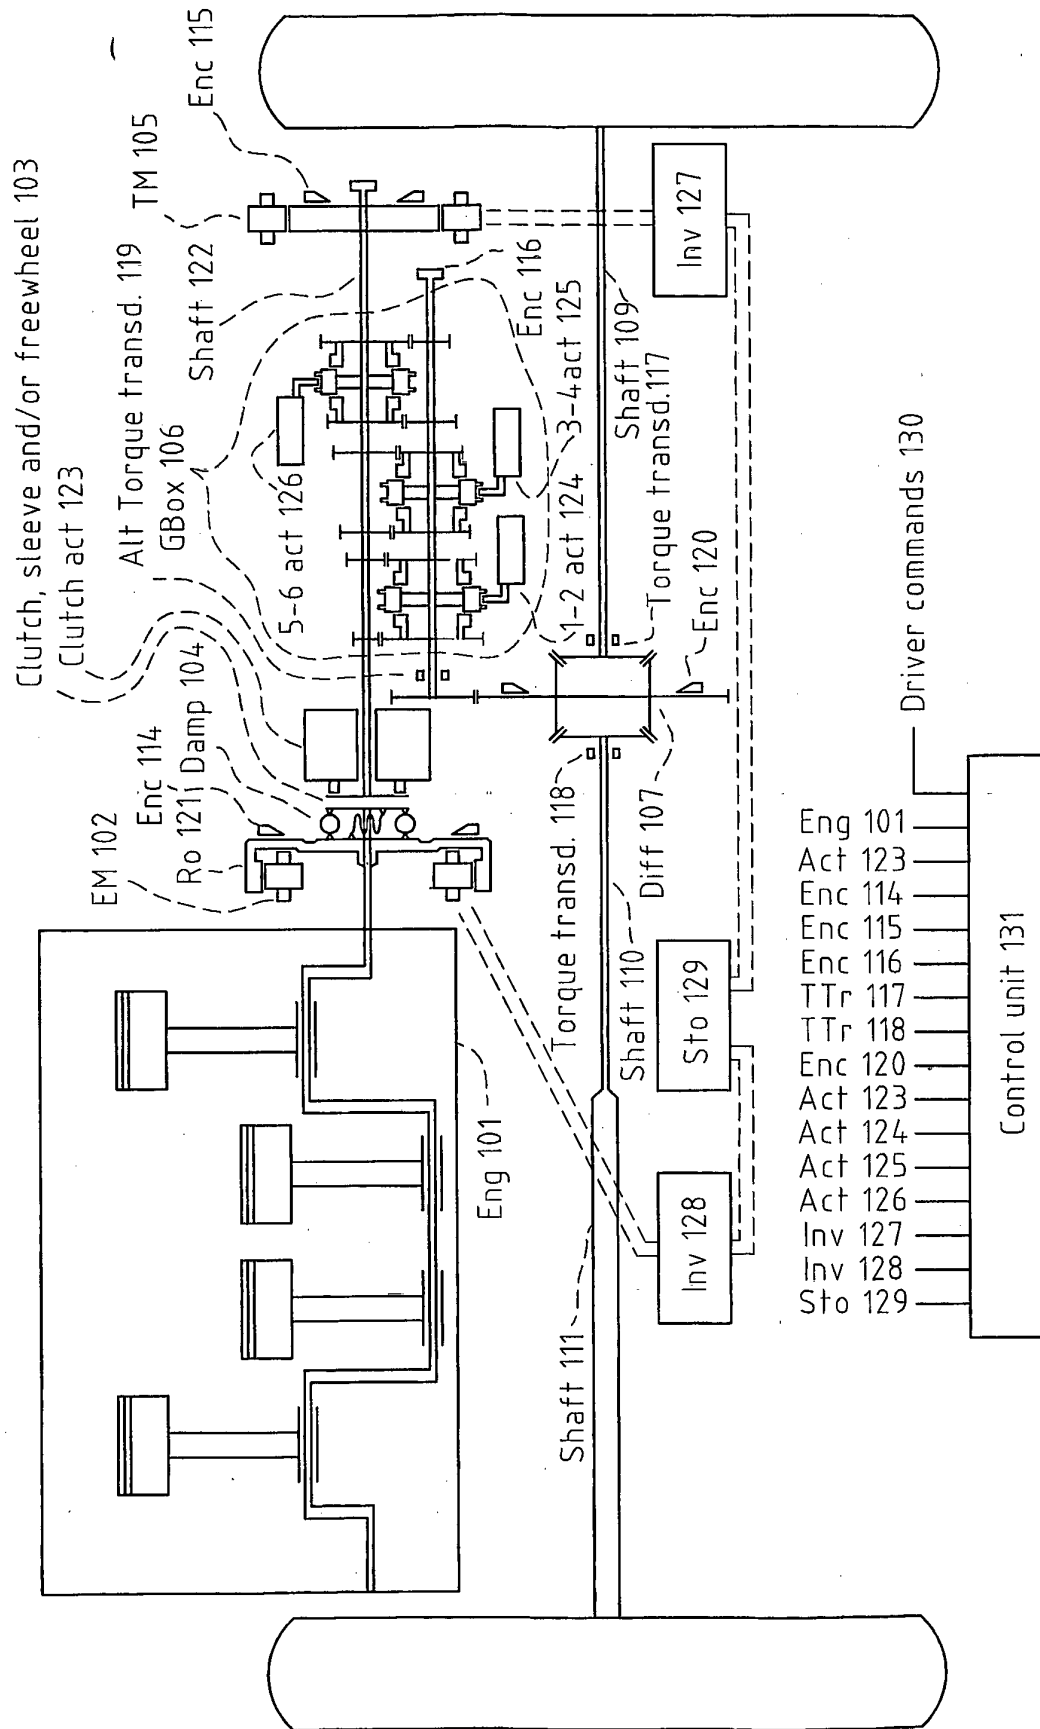 Clutch, sleeve and/or freewheel 103
Clutch act 123
Alt Torque transd. 119
GBox 106
Shaft 122
TM 105
Enc 115
EM 102
Enc 114
Ro 121
Damp 104
5-6 act 126
Enc 116
3-4 act 125
1-2 act 124
Shaft 109
Torque transd. 117
Enc 120
Inv 127
Eng 101
Torque transd. 118
Shaft 110
Diff 107
Shaft 111
Sto 129
Inv 128
Driver commands 130
Eng 101
Act 123
Enc 114
Enc 115
Enc 116
TTr 117
TTr 118
Enc 120
Act 123
Act 124
Act 125
Act 126
Inv 127
Inv 128
Sto 129
Control unit 131